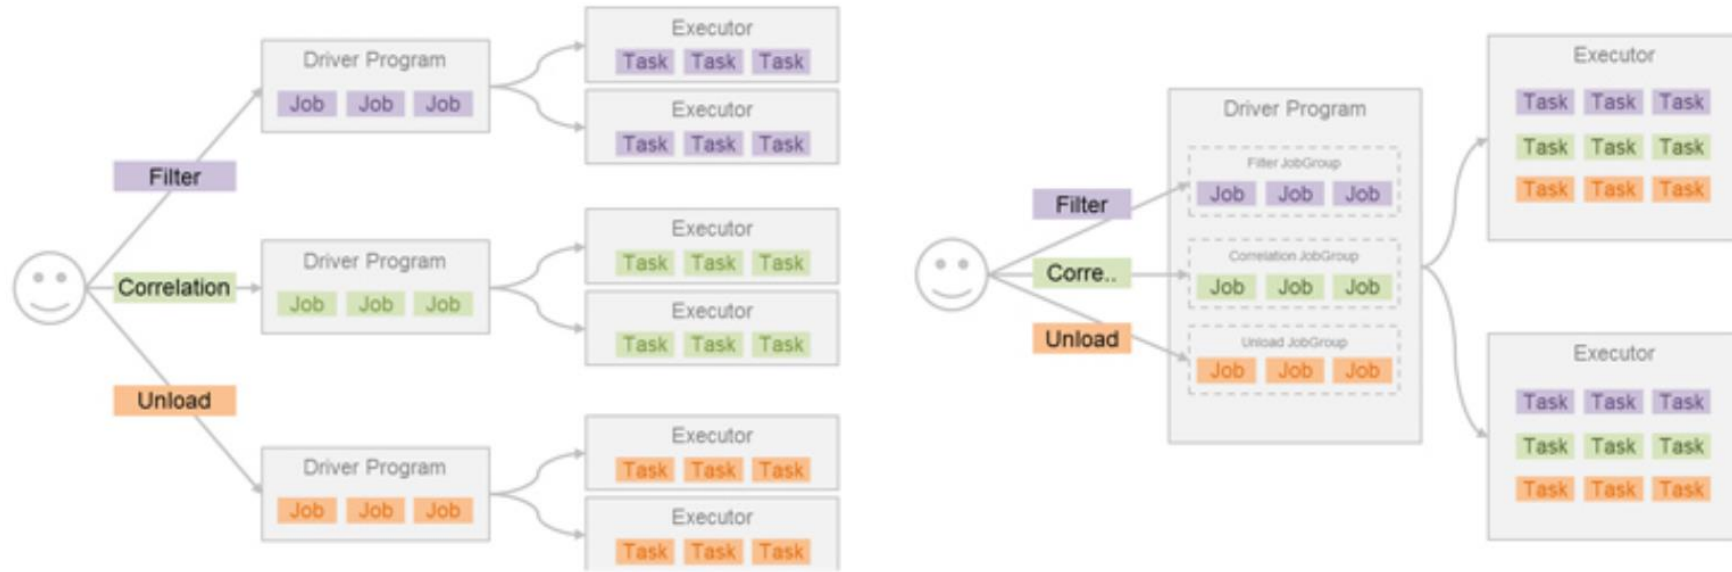 Filter
Correlation
Unload
Driver Program
Job Job Job
Executor
Task Task Task
Executor
Task Task Task
Driver Program
Job Job Job
Executor
Task Task Task
Executor
Task Task Task
Driver Program
Job Job Job
Executor
Task Task Task
Executor
Task Task Task
Filter
Corre..
Unload
Driver Program
Filter JobGroup
Job Job Job
Correlation JobGroup
Job Job Job
Unload JobGroup
Job Job Job
Executor
Task Task Task
Task Task Task
Task Task Task
Executor
Task Task Task
Task Task Task
Task Task Task